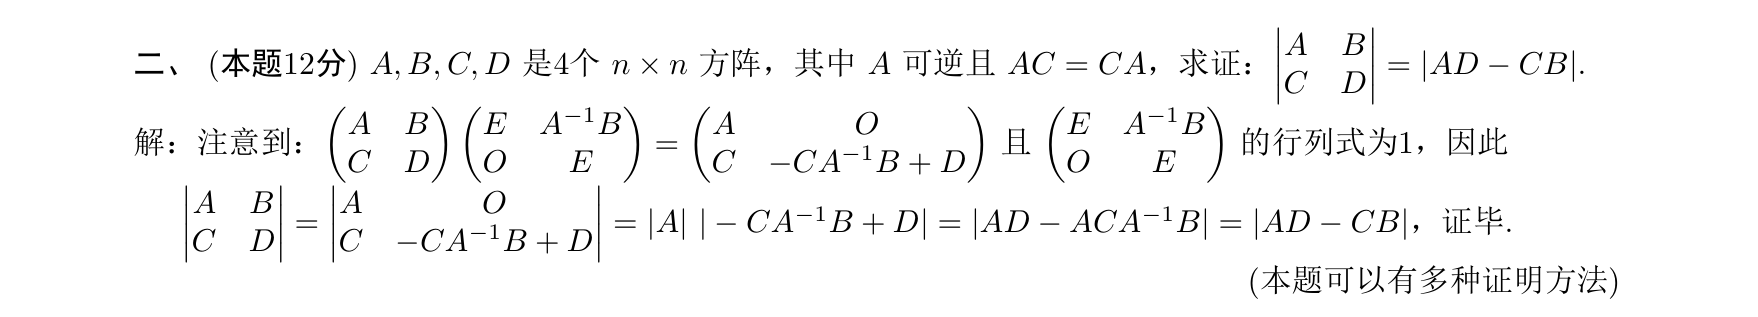 二、 (本题12分) $A, B, C, D$ 是4个 $n \times n$ 方阵，其中 $A$ 可逆且 $AC = CA$，求证：$\begin{vmatrix} A & B \\ C & D \end{vmatrix} = |AD - CB|$.
解：注意到：$\begin{pmatrix} A & B \\ C & D \end{pmatrix} \begin{pmatrix} E & A^{-1}B \\ O & E \end{pmatrix} = \begin{pmatrix} A & O \\ C & -CA^{-1}B + D \end{pmatrix}$ 且 $\begin{pmatrix} E & A^{-1}B \\ O & E \end{pmatrix}$ 的行列式为1，因此
$\begin{vmatrix} A & B \\ C & D \end{vmatrix} = \begin{vmatrix} A & O \\ C & -CA^{-1}B + D \end{vmatrix} = |A|\ |-CA^{-1}B + D| = |AD - ACA^{-1}B| = |AD - CB|$，证毕.
(本题可以有多种证明方法)